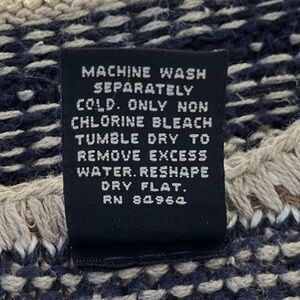 MACHINE WASH
SEPARATELY
COLD. ONLY NON
CHLORINE BLEACH
TUMBLE DRY TO
REMOVE EXCESS
WATER. RESHAPE
DRY FLAT.
RN 84964